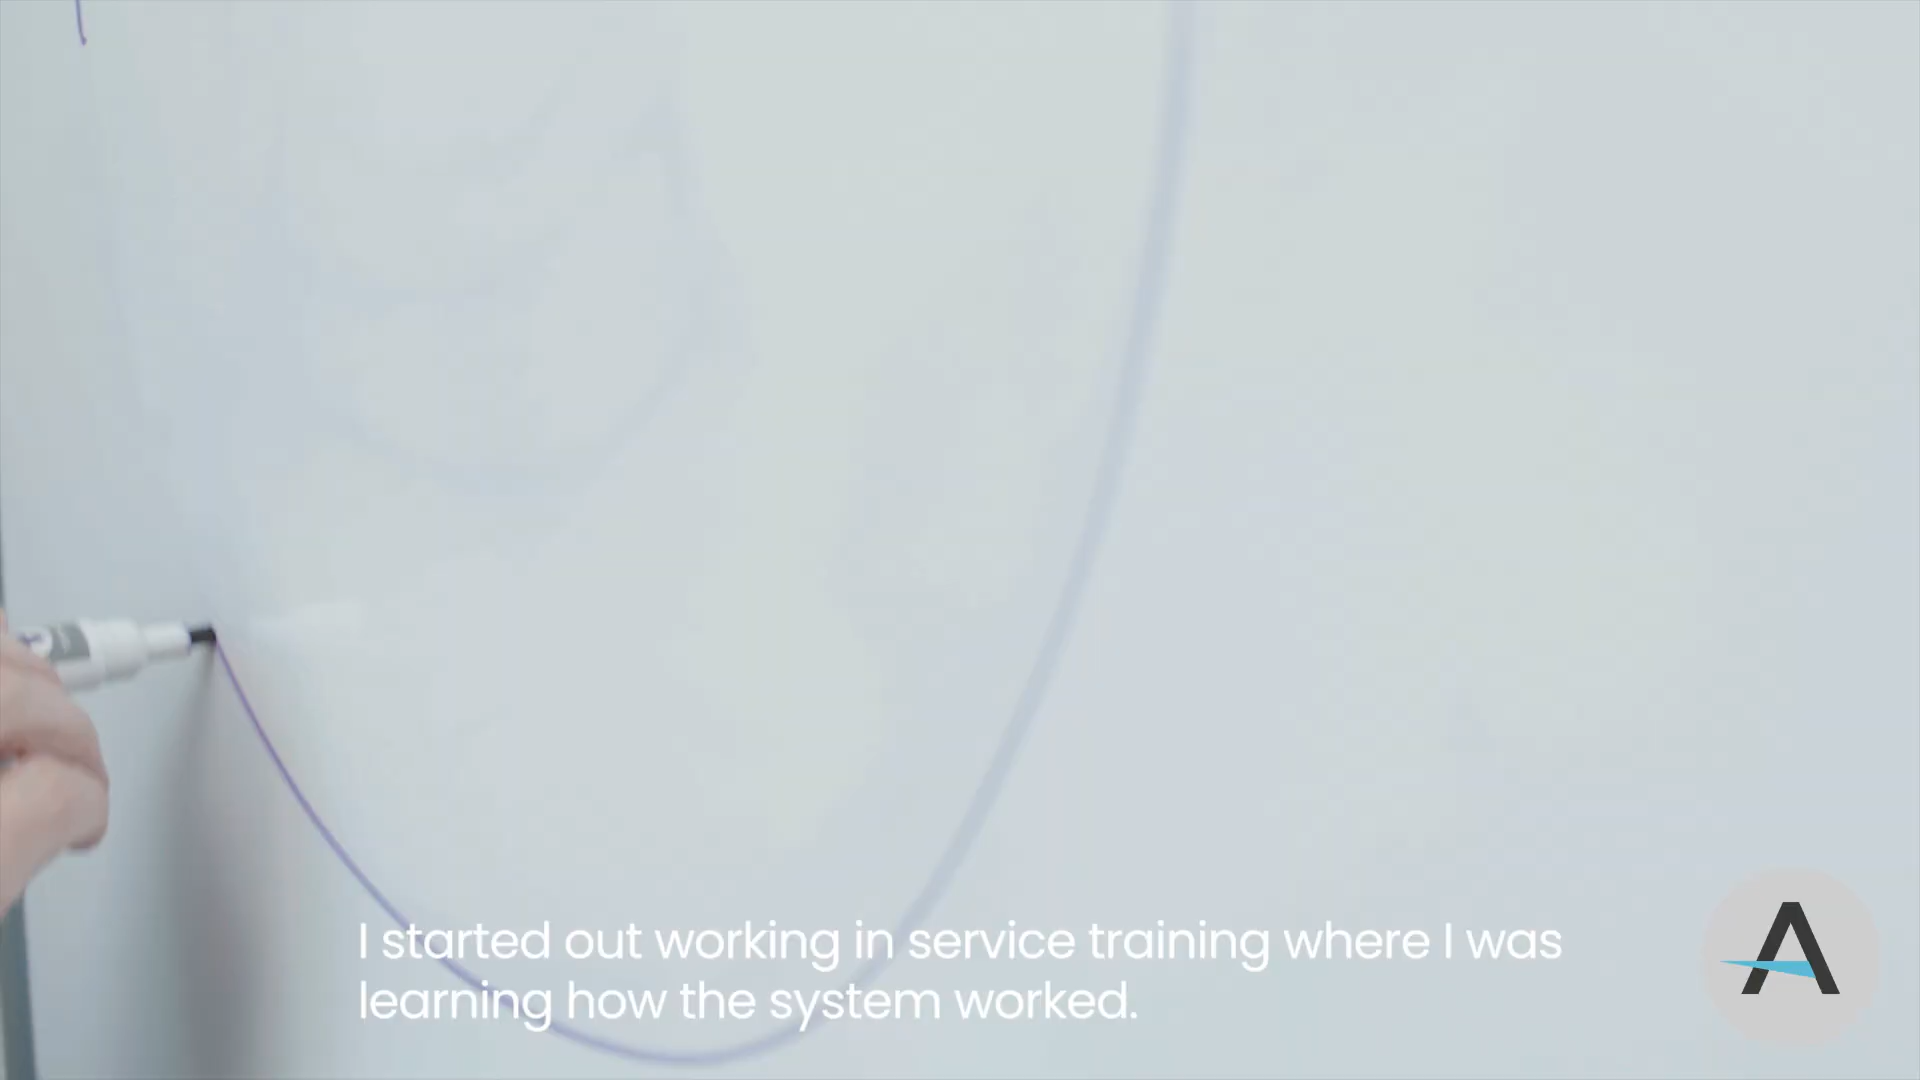 I started out working in service training where I was
learning how the system worked.